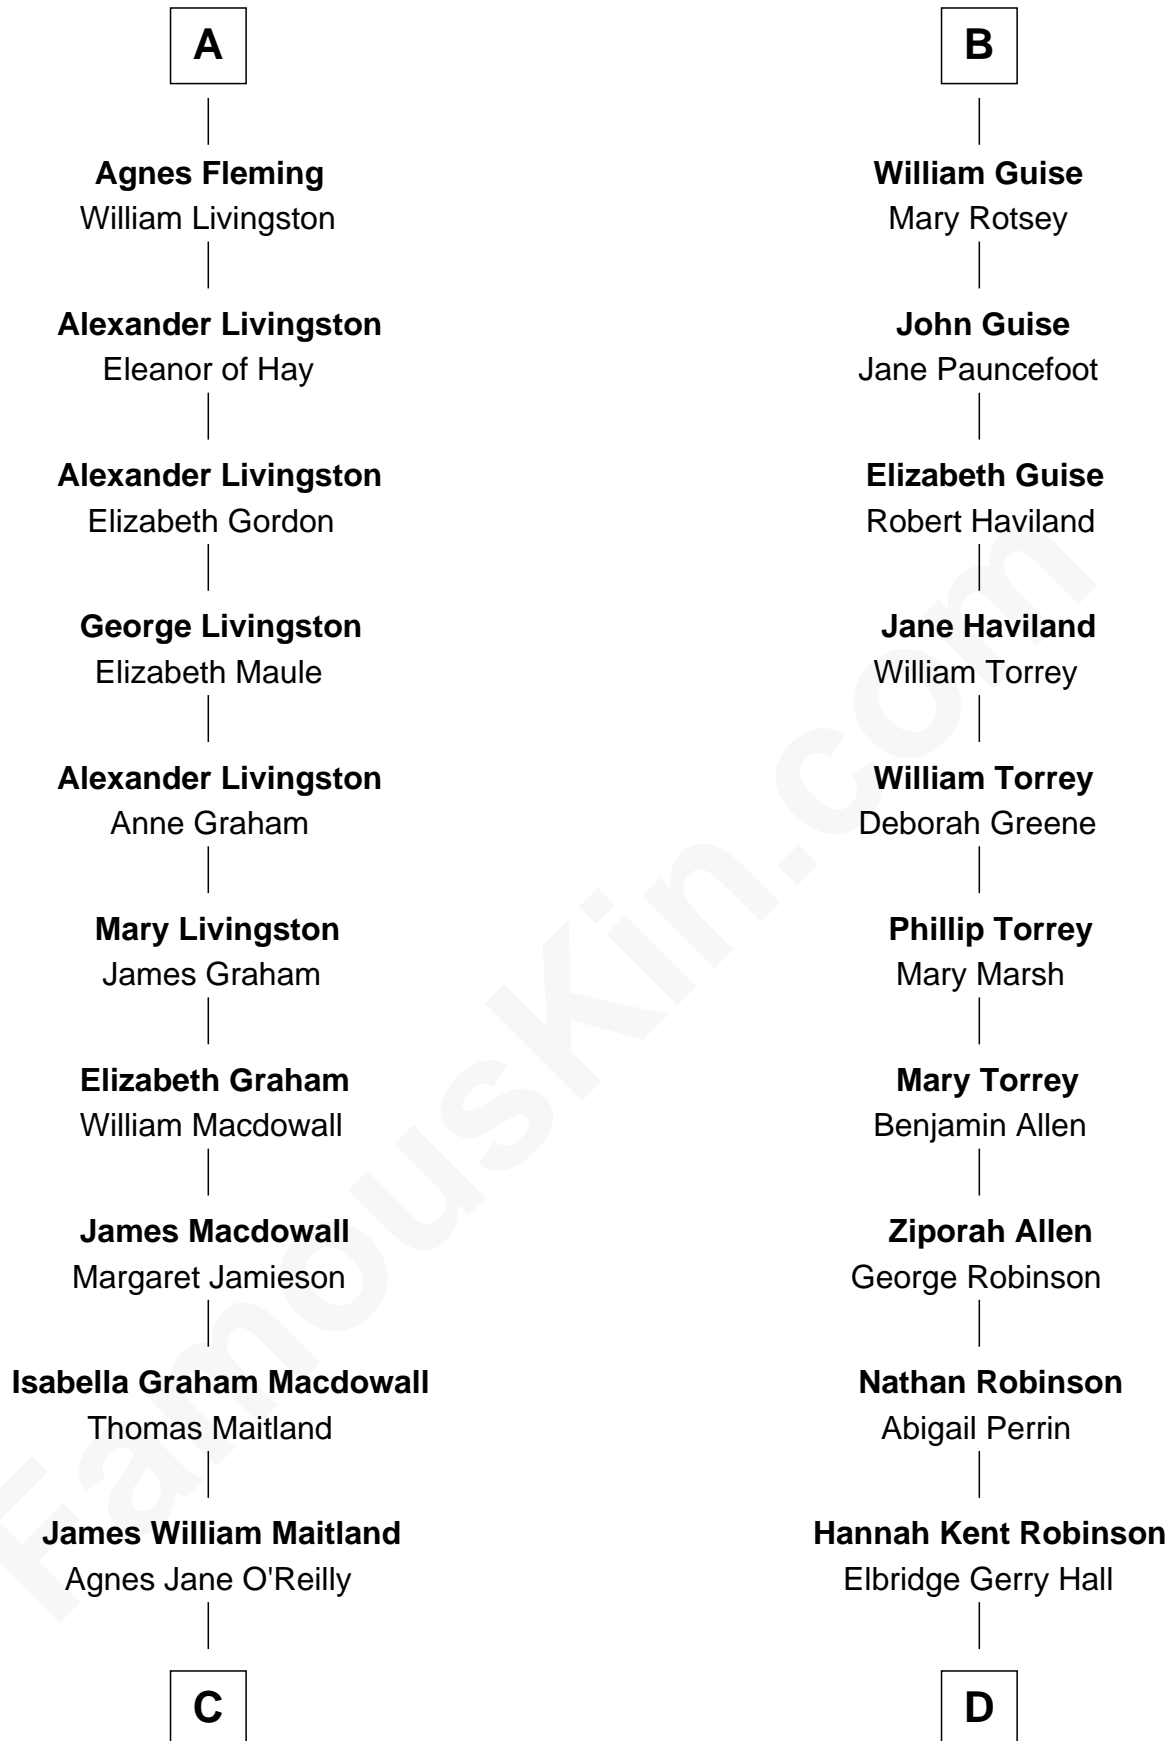 A
Agnes Fleming
William Livingston
Alexander Livingston
Eleanor of Hay
Alexander Livingston
Elizabeth Gordon
George Livingston
Elizabeth Maule
Alexander Livingston
Anne Graham
Mary Livingston
James Graham
Elizabeth Graham
William Macdowall
James Macdowall
Margaret Jamieson
Isabella Graham Macdowall
Thomas Maitland
James William Maitland
Agnes Jane O'Reilly
C
B
William Guise
Mary Rotsey
John Guise
Jane Pauncefoot
Elizabeth Guise
Robert Haviland
Jane Haviland
William Torrey
William Torrey
Deborah Greene
Phillip Torrey
Mary Marsh
Mary Torrey
Benjamin Allen
Ziporah Allen
George Robinson
Nathan Robinson
Abigail Perrin
Hannah Kent Robinson
Elbridge Gerry Hall
D
FamousKin.com